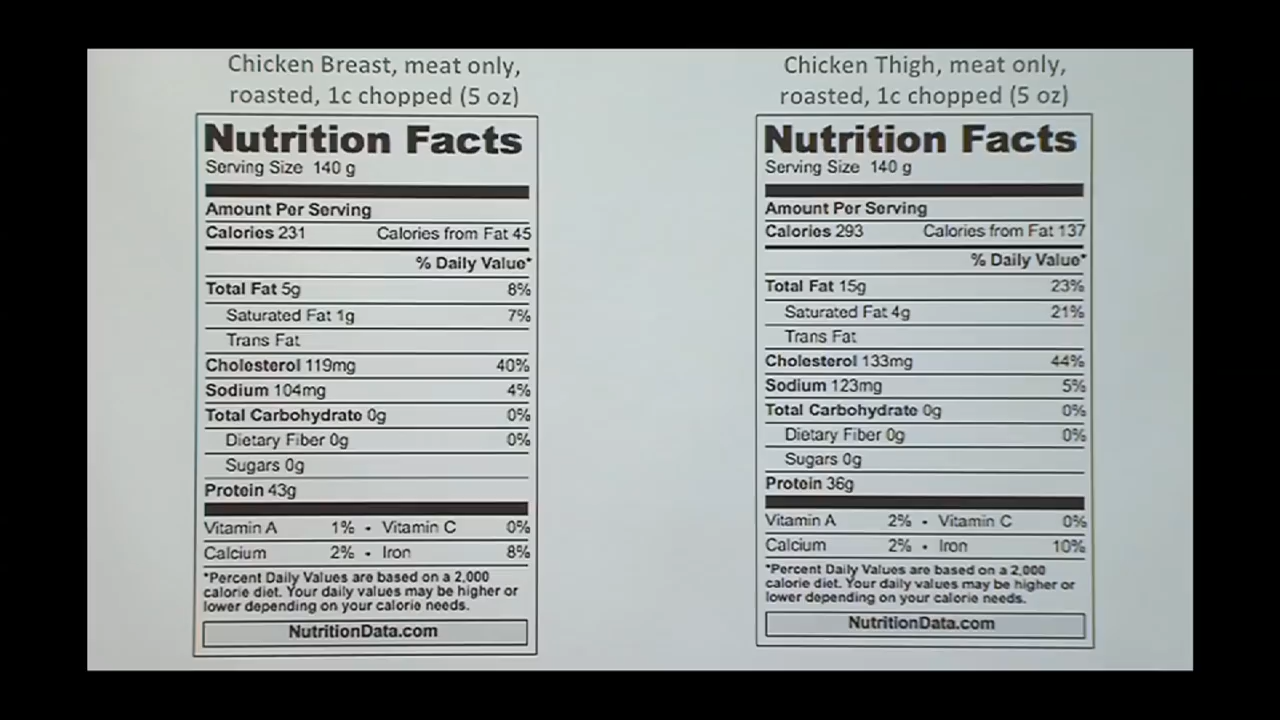 Chicken Breast, meat only,
roasted, 1c chopped (5 oz)
Nutrition Facts
Serving Size 140 g
Amount Per Serving
Calories 231 Calories from Fat 45
% Daily Value*
Total Fat 5g 8%
Saturated Fat 1g 7%
Trans Fat
Cholesterol 119mg 40%
Sodium 104mg 4%
Total Carbohydrate 0g 0%
Dietary Fiber 0g 0%
Sugars 0g
Protein 43g
Vitamin A 1% • Vitamin C 0%
Calcium 2% • Iron 8%
*Percent Daily Values are based on a 2,000
calorie diet. Your daily values may be higher or
lower depending on your calorie needs.
NutritionData.com
Chicken Thigh, meat only,
roasted, 1c chopped (5 oz)
Nutrition Facts
Serving Size 140 g
Amount Per Serving
Calories 293 Calories from Fat 137
% Daily Value*
Total Fat 15g 23%
Saturated Fat 4g 21%
Trans Fat
Cholesterol 133mg 44%
Sodium 123mg 5%
Total Carbohydrate 0g 0%
Dietary Fiber 0g 0%
Sugars 0g
Protein 36g
Vitamin A 2% • Vitamin C 0%
Calcium 2% • Iron 10%
*Percent Daily Values are based on a 2,000
calorie diet. Your daily values may be higher or
lower depending on your calorie needs.
NutritionData.com